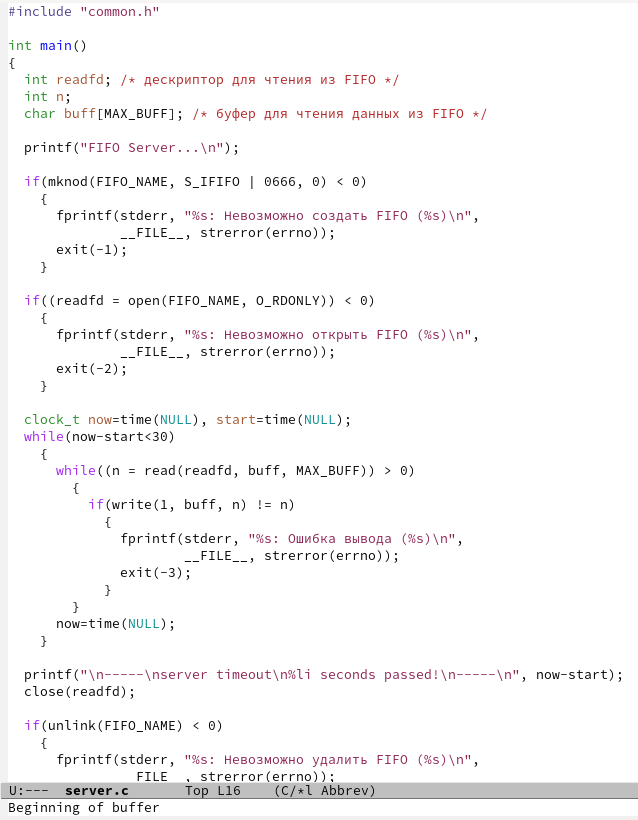 #include "common.h"
int main()
{
int readfd; /* дескриптор для чтения из FIFO */
int n;
char buff[MAX_BUFF]; /* буфер для чтения данных из FIFO */
printf("FIFO Server...\n");
if(mknod(FIFO_NAME, S_IFIFO | 0666, 0) < 0)
{
fprintf(stderr, "%s: Невозможно создать FIFO (%s)\n",
__FILE__, strerror(errno));
exit(-1);
}
if((readfd = open(FIFO_NAME, O_RDONLY)) < 0)
{
fprintf(stderr, "%s: Невозможно открыть FIFO (%s)\n",
__FILE__, strerror(errno));
exit(-2);
}
clock_t now=time(NULL), start=time(NULL);
while(now-start<30)
{
while((n = read(readfd, buff, MAX_BUFF)) > 0)
{
if(write(1, buff, n) != n)
{
fprintf(stderr, "%s: Ошибка вывода (%s)\n",
__FILE__, strerror(errno));
exit(-3);
}
}
now=time(NULL);
}
printf("\n-----\nserver timeout\n%li seconds passed!\n-----\n", now-start);
close(readfd);
if(unlink(FIFO_NAME) < 0)
{
fprintf(stderr, "%s: Невозможно удалить FIFO (%s)\n",
__FILE__, strerror(errno));
U:--- server.c Top L16 (C/*l Abbrev)
Beginning of buffer